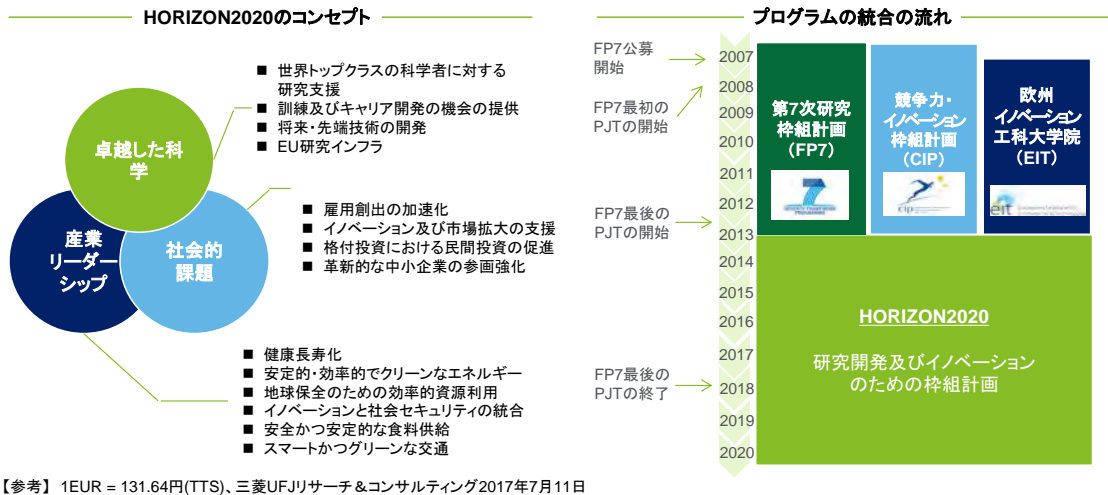 HORIZON2020のコンセプト
卓越した科
学
産業
リーダー
シップ
社会的
課題
■ 世界トップクラスの科学者に対する
研究支援
■ 訓練及びキャリア開発の機会の提供
■ 将来・先端技術の開発
■ EU研究インフラ
■ 雇用創出の加速化
■ イノベーション及び市場拡大の支援
■ 格付投資における民間投資の促進
■ 革新的な中小企業の参画強化
■ 健康長寿化
■ 安定的・効率的でクリーンなエネルギー
■ 地球保全のための効率的資源利用
■ イノベーションと社会セキュリティの統合
■ 安全かつ安定的な食料供給
■ スマートかつグリーンな交通
プログラムの統合の流れ
FP7公募
開始
FP7最初の
PJTの開始
FP7最後の
PJTの開始
FP7最後の
PJTの終了
2007
2008
2009
2010
2011
2012
2013
2014
2015
2016
2017
2018
2019
2020
第7次研究
枠組計画
（FP7）
7
SEVENTH FRAMEWORK
PROGRAMME
競争力・
イノベーション
枠組計画
（CIP）
cip
欧州
イノベーション
工科大学院
（EIT）
eit
HORIZON2020
研究開発及びイノベーション
のための枠組計画
【参考】 1EUR = 131.64円(TTS)、三菱UFJリサーチ＆コンサルティング2017年7月11日